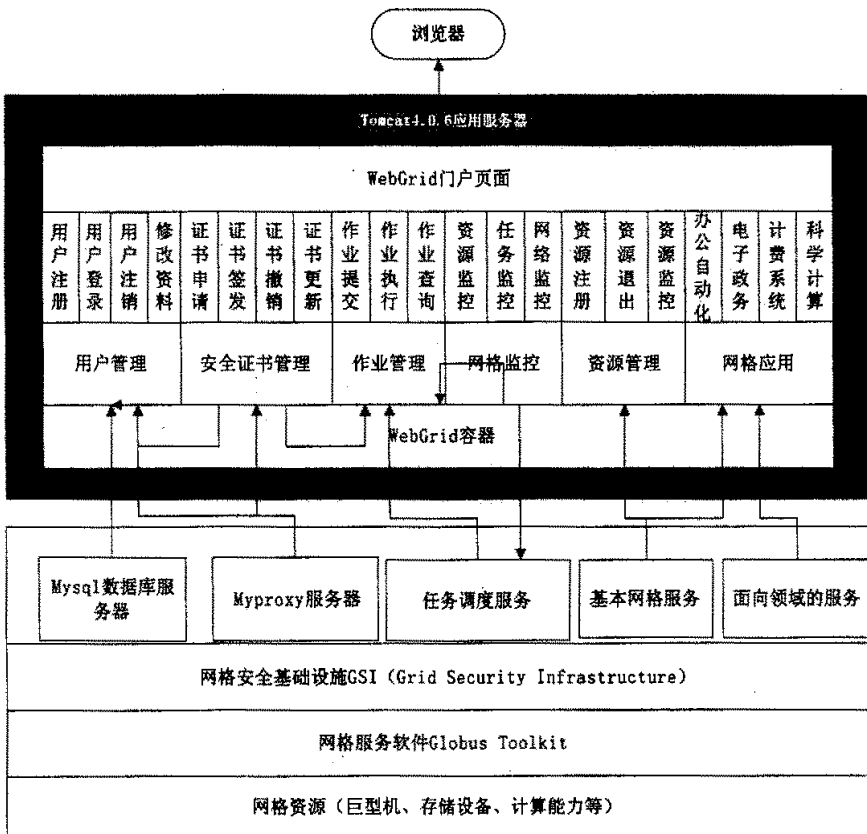 浏览器
Tomcat4.0.6应用服务器
WebGrid门户页面
用户注册
用户登录
用户注销
修改资料
证书申请
证书签发
证书撤销
证书更新
作业提交
作业执行
作业查询
资源监控
任务监控
网络监控
资源注册
资源退出
资源监控
办公自动化
电子政务
计费系统
科学计算
用户管理
安全证书管理
作业管理
网格监控
资源管理
网格应用
WebGrid容器
Mysql数据库服
务器
Myproxy服务器
任务调度服务
基本网格服务
面向领域的服务
网格安全基础设施GSI（Grid Security Infrastructure）
网格服务软件Globus Toolkit
网格资源（巨型机、存储设备、计算能力等）